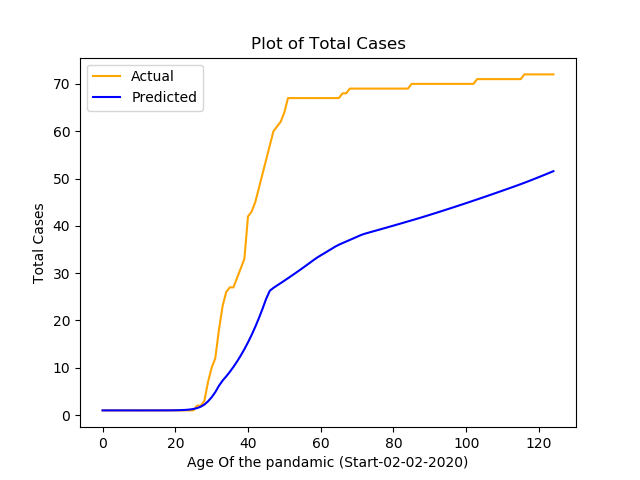 Plot of Total Cases
Actual
Predicted
Total Cases
70
60
50
40
30
20
10
0
0 20 40 60 80 100 120
Age Of the pandamic (Start-02-02-2020)